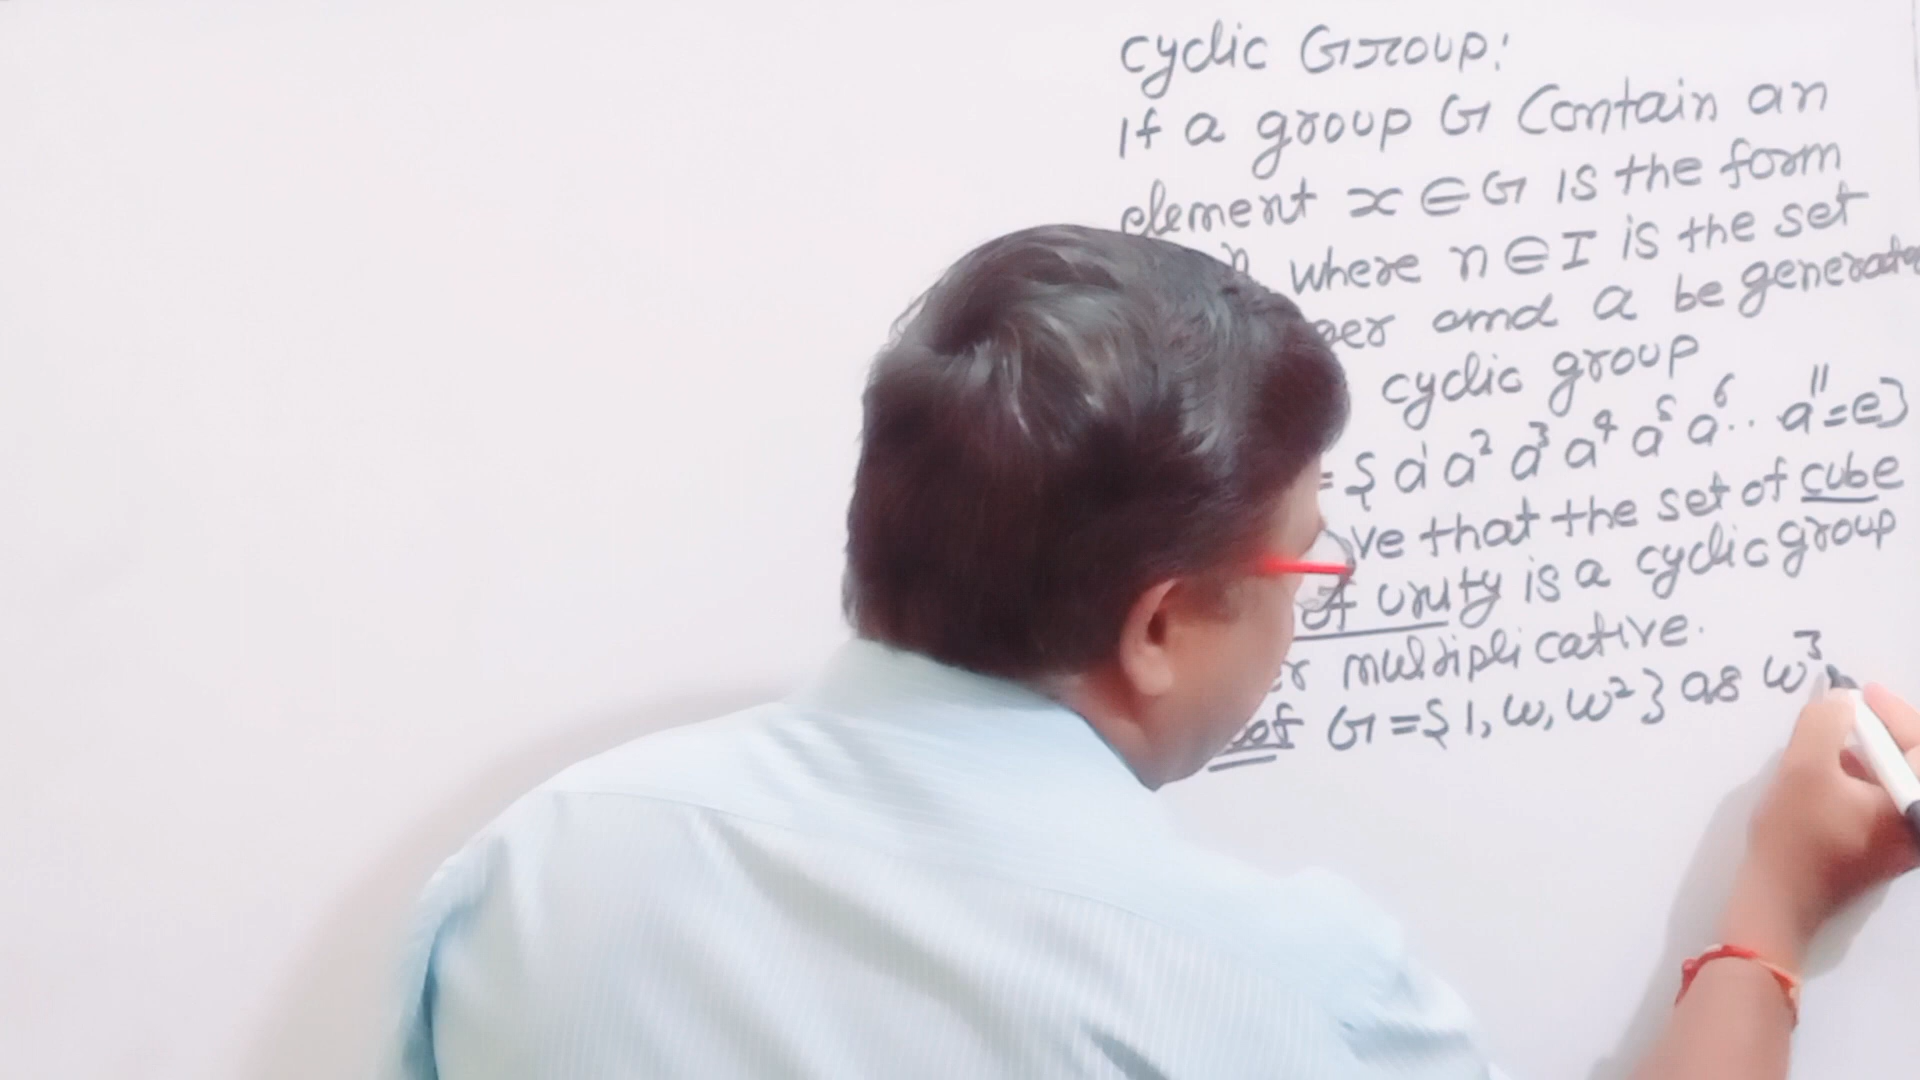 Cyclic Group:
If a group G Contain an
element x ∈ G is the form
where n ∈ I is the set
and a be generator
cyclic group
= { a¹ a² a³ a⁴ a⁵ a⁶ .. a¹¹=e}
that the set of cube
of unity is a cyclic group
multiplicative.
G = { 1, ω, ω² } as ω³